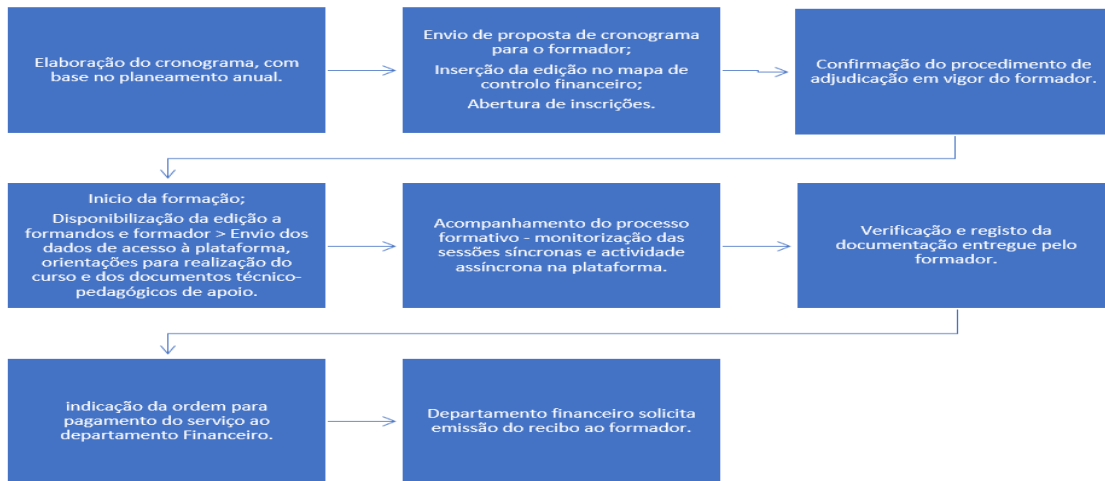 Elaboração do cronograma, com
base no planeamento anual.
Envio de proposta de cronograma
para o formador;
Inserção da edição no mapa de
controlo financeiro;
Abertura de inscrições.
Confirmação do procedimento de
adjudicação em vigor do formador.
Inicio da formação;
Disponibilização da edição a
formandos e formador > Envio dos
dados de acesso à plataforma,
orientações para realização do
curso e dos documentos técnico-
pedagógicos de apoio.
Acompanhamento do processo
formativo - monitorização das
sessões síncronas e actividade
assíncrona na plataforma.
Verificação e registo da
documentação entregue pelo
formador.
indicação da ordem para
pagamento do serviço ao
departamento Financeiro.
Departamento financeiro solicita
emissão do recibo ao formador.